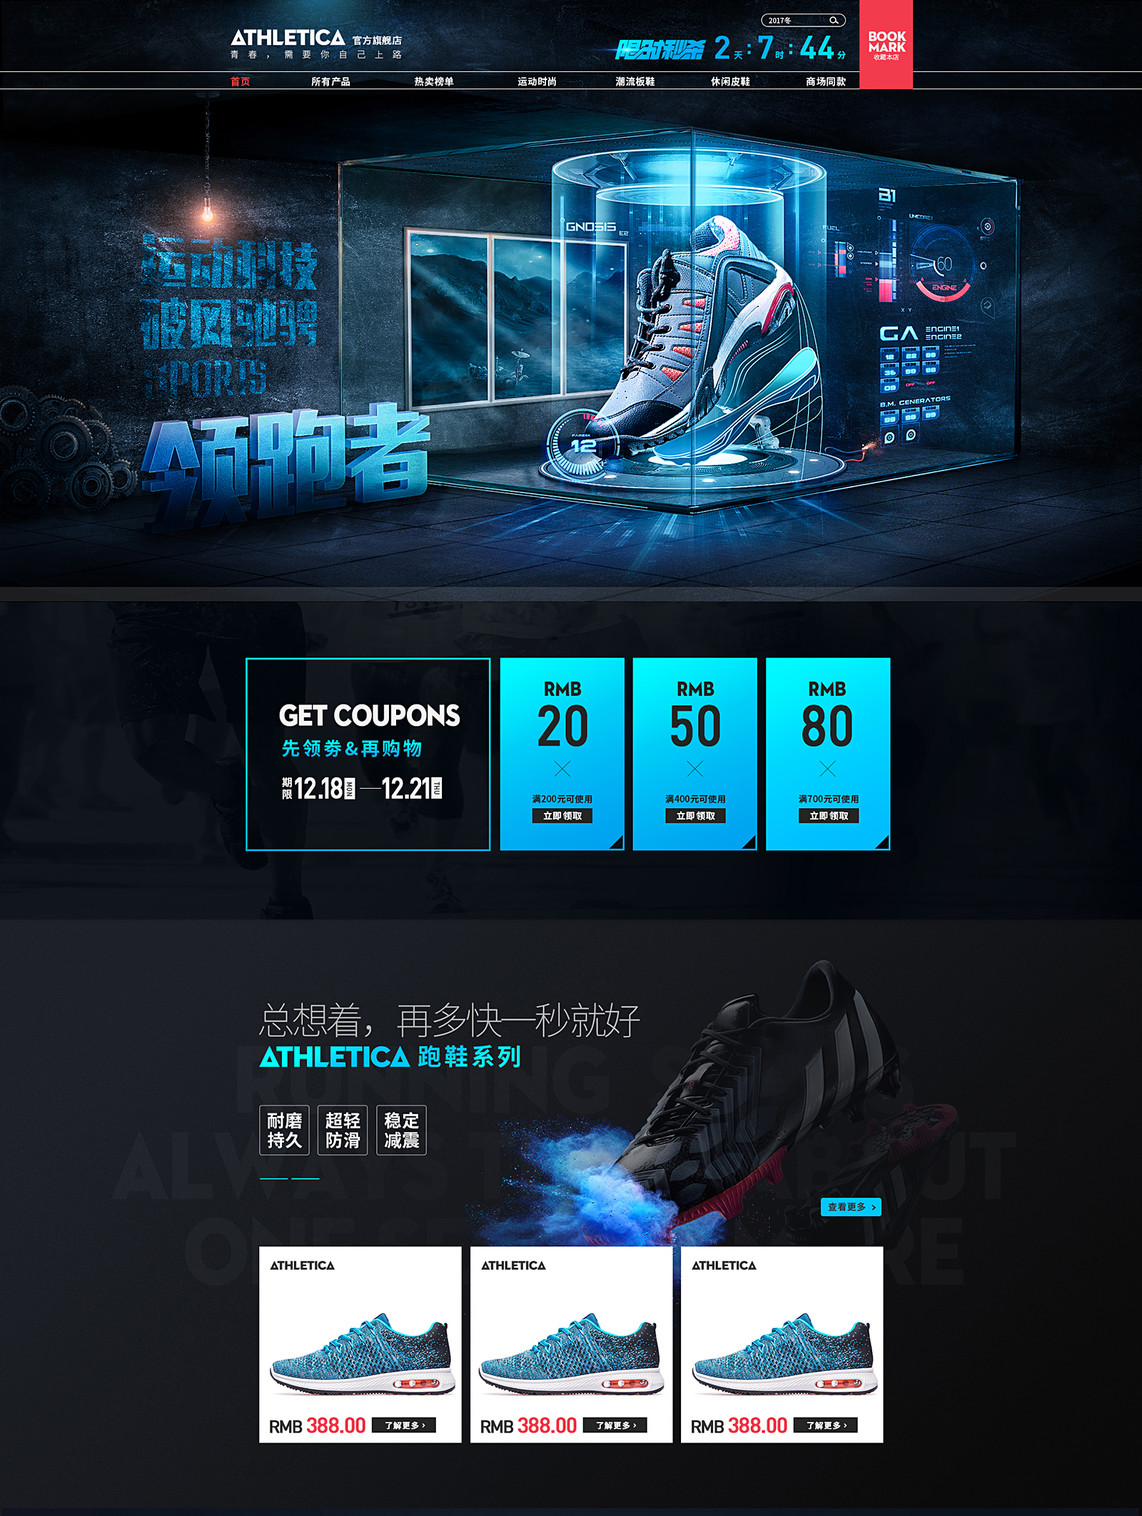 ATHLETICA 官方旗舰店
青春，需要你自己上路
2017冬
限时秒杀 2天:7时:44分
BOOK
MARK
收藏本店
首页 所有产品 热卖榜单 运动时尚 潮流板鞋 休闲皮鞋 商场同款
运动科技
破风驰骋
SPORTS
领跑者
GNOSIS E2
B1
FUEL
60
ENGINE
X Y
GA ENGINE1
ENGINE2
B.M. GENERATORS
12
GET COUPONS
先领劵&再购物
期限 12.18 MON — 12.21 THU
RMB
20
满200元可使用
立即领取
RMB
50
满400元可使用
立即领取
RMB
80
满700元可使用
立即领取
总想着，再多快一秒就好
ATHLETICA 跑鞋系列
耐磨
持久
超轻
防滑
稳定
减震
查看更多 >
ATHLETICA
RMB 388.00 了解更多 >
ATHLETICA
RMB 388.00 了解更多 >
ATHLETICA
RMB 388.00 了解更多 >